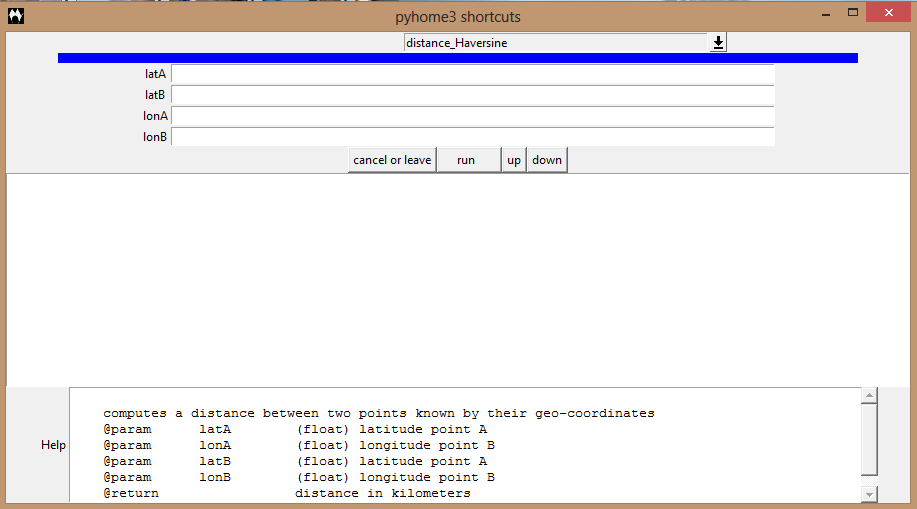 pyhome3 shortcuts
distance_Haversine
latA
latB
lonA
lonB
cancel or leave run up down
Help
computes a distance between two points known by their geo-coordinates
@param latA (float) latitude point A
@param lonA (float) longitude point B
@param latB (float) latitude point A
@param lonB (float) longitude point B
@return distance in kilometers